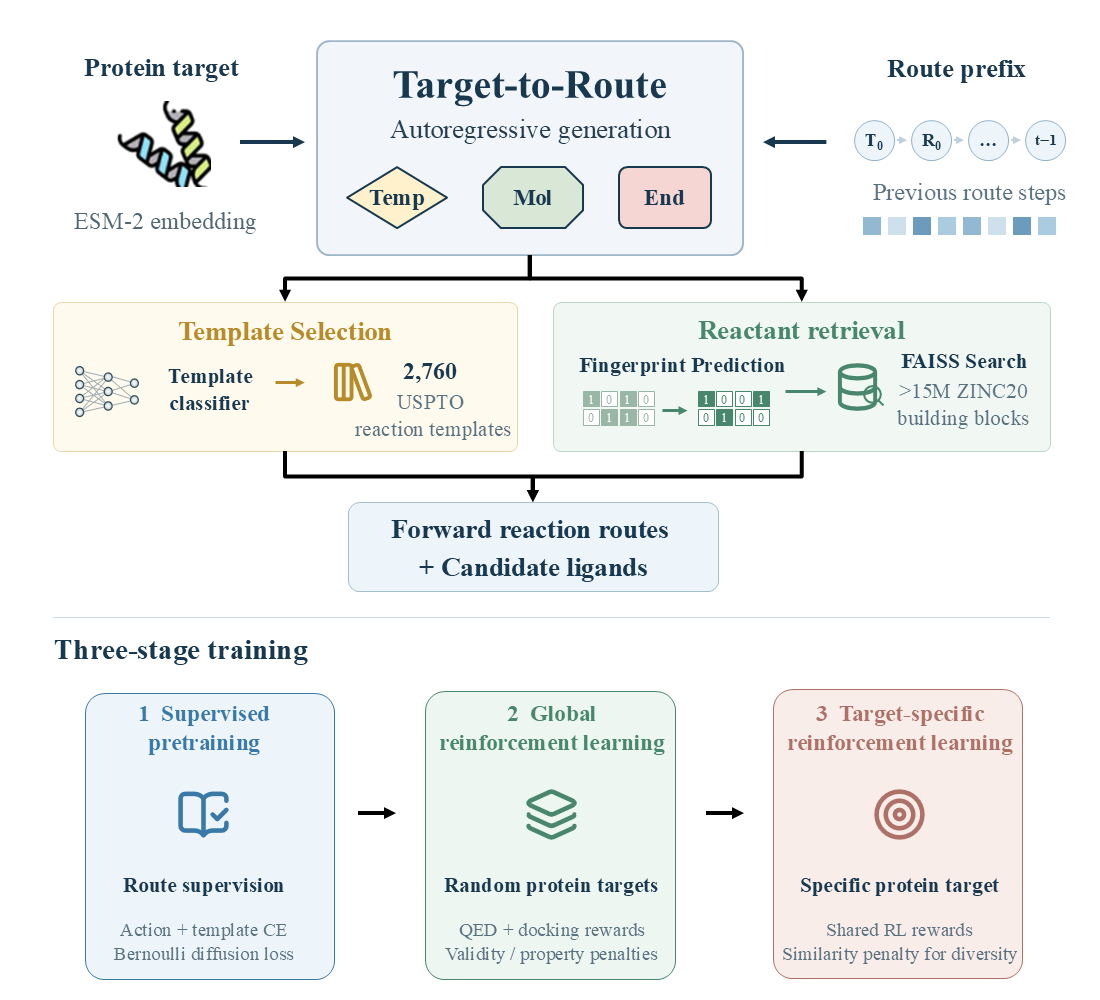 Protein target
ESM-2 embedding
Target-to-Route
Autoregressive generation
Temp
Mol
End
Route prefix
T0
R0
...
t−1
Previous route steps
Template Selection
Template
classifier
2,760
USPTO
reaction templates
Reactant retrieval
Fingerprint Prediction
1 0 1 0
0 1 1 0
1 0 0 1
0 1 0 0
FAISS Search
>15M ZINC20
building blocks
Forward reaction routes
+ Candidate ligands
Three-stage training
1 Supervised
pretraining
Route supervision
Action + template CE
Bernoulli diffusion loss
2 Global
reinforcement learning
Random protein targets
QED + docking rewards
Validity / property penalties
3 Target-specific
reinforcement learning
Specific protein target
Shared RL rewards
Similarity penalty for diversity